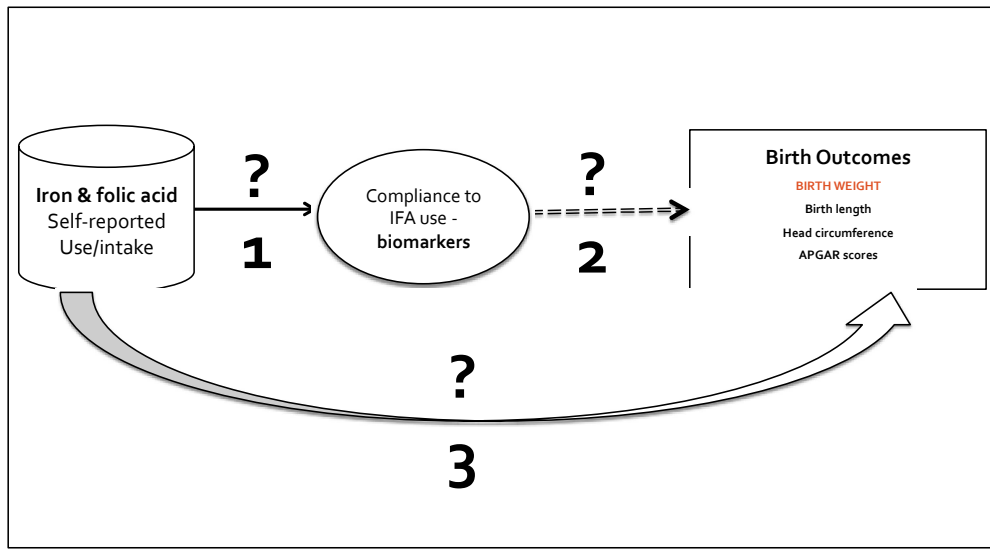 Iron & folic acid
Self-reported
Use/intake
?
1
Compliance to
IFA use -
biomarkers
?
2
Birth Outcomes
BIRTH WEIGHT
Birth length
Head circumference
APGAR scores
?
3